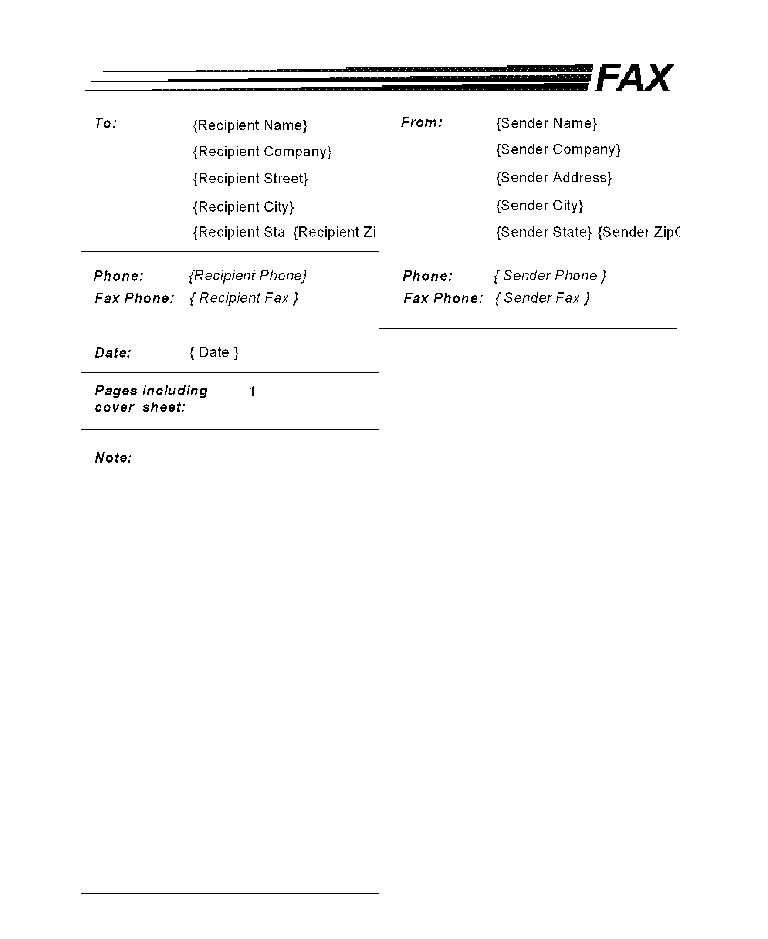 FAX
To: {Recipient Name} From: {Sender Name}
{Recipient Company} {Sender Company}
{Recipient Street} {Sender Address}
{Recipient City} {Sender City}
{Recipient Sta {Recipient Zi {Sender State} {Sender Zip
Phone: {Recipient Phone} Phone: { Sender Phone }
Fax Phone: { Recipient Fax } Fax Phone: { Sender Fax }
Date: { Date }
Pages including 1
cover sheet:
Note: